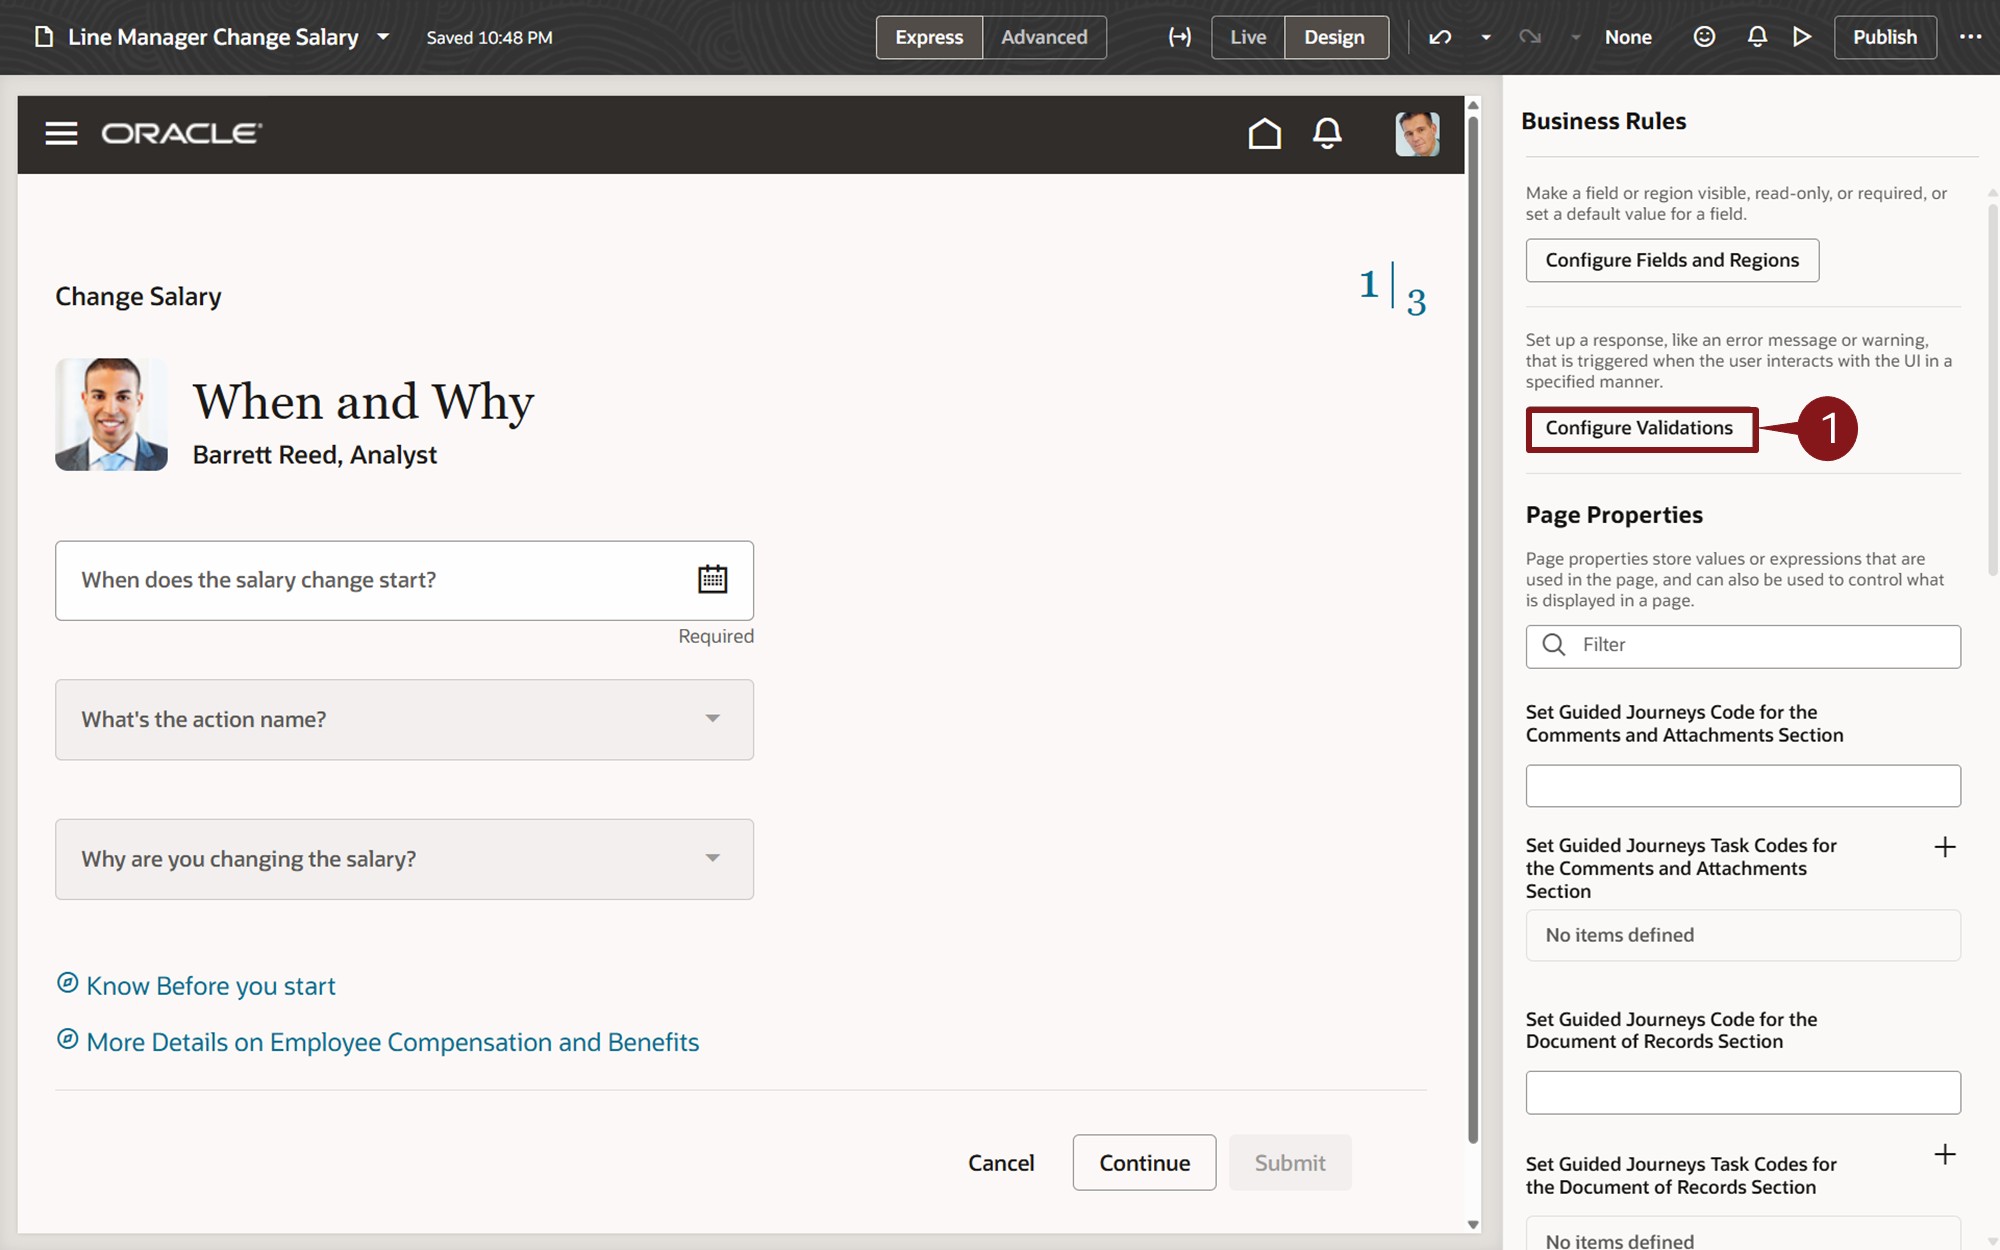 Line Manager Change Salary
Saved 10:48 PM
Express
Advanced
Live
Design
None
Publish
ORACLE
Change Salary
1
3
When and Why
Barrett Reed, Analyst
When does the salary change start?
Required
What's the action name?
Why are you changing the salary?
Know Before you start
More Details on Employee Compensation and Benefits
Cancel
Continue
Submit
Business Rules
Make a field or region visible, read-only, or required, or
set a default value for a field.
Configure Fields and Regions
Set up a response, like an error message or warning,
that is triggered when the user interacts with the UI in a
specified manner.
Configure Validations
1
Page Properties
Page properties store values or expressions that are
used in the page, and can also be used to control what
is displayed in a page.
Filter
Set Guided Journeys Code for the
Comments and Attachments Section
Set Guided Journeys Task Codes for
the Comments and Attachments
Section
No items defined
Set Guided Journeys Code for the
Document of Records Section
Set Guided Journeys Task Codes for
the Document of Records Section
No items defined